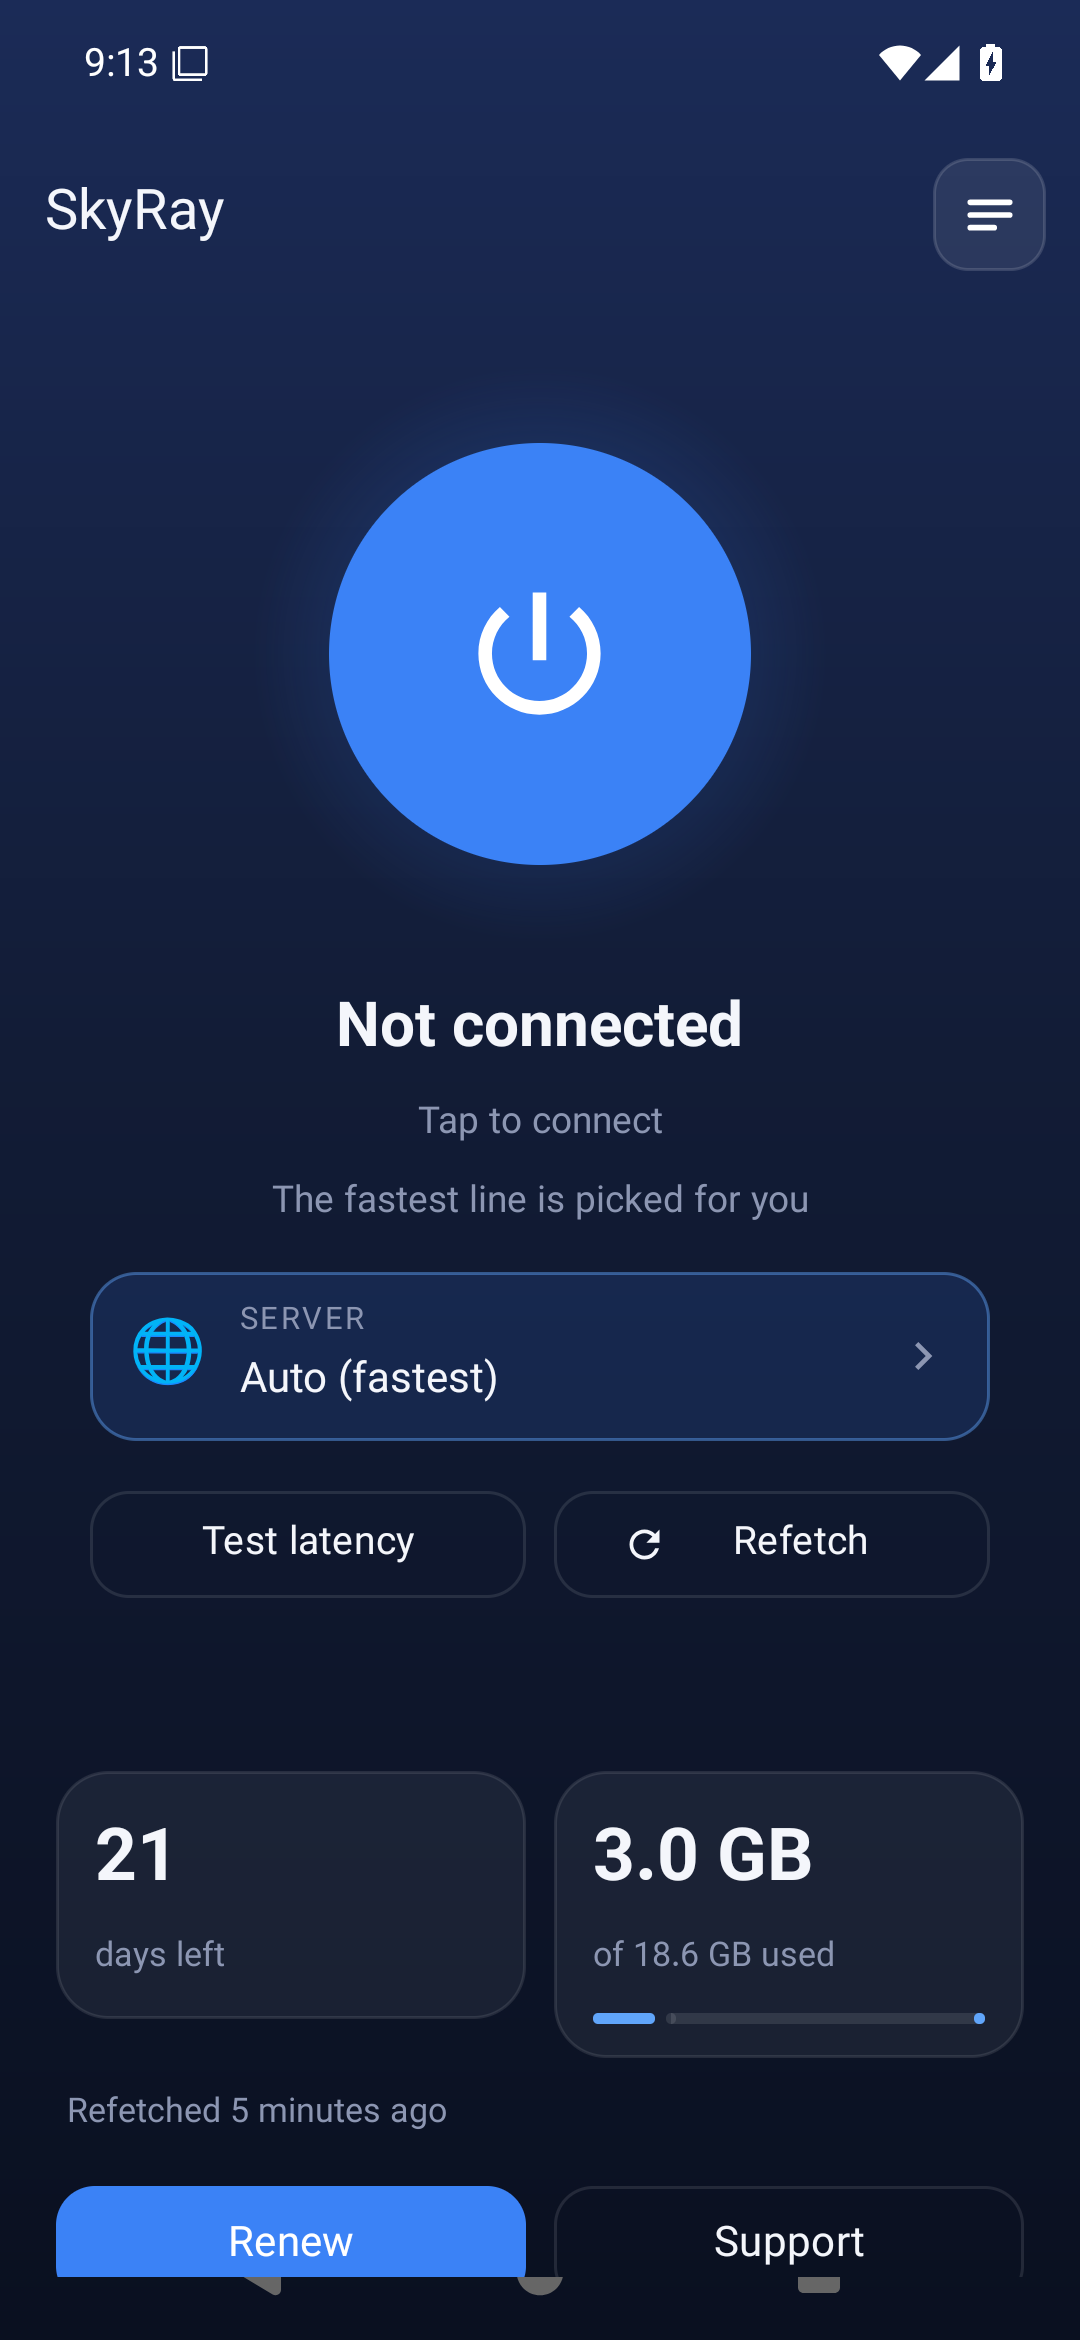 9:13
SkyRay
Not connected
Tap to connect
The fastest line is picked for you
SERVER
Auto (fastest)
Test latency
Refetch
21
days left
3.0 GB
of 18.6 GB used
Refetched 5 minutes ago
Renew
Support